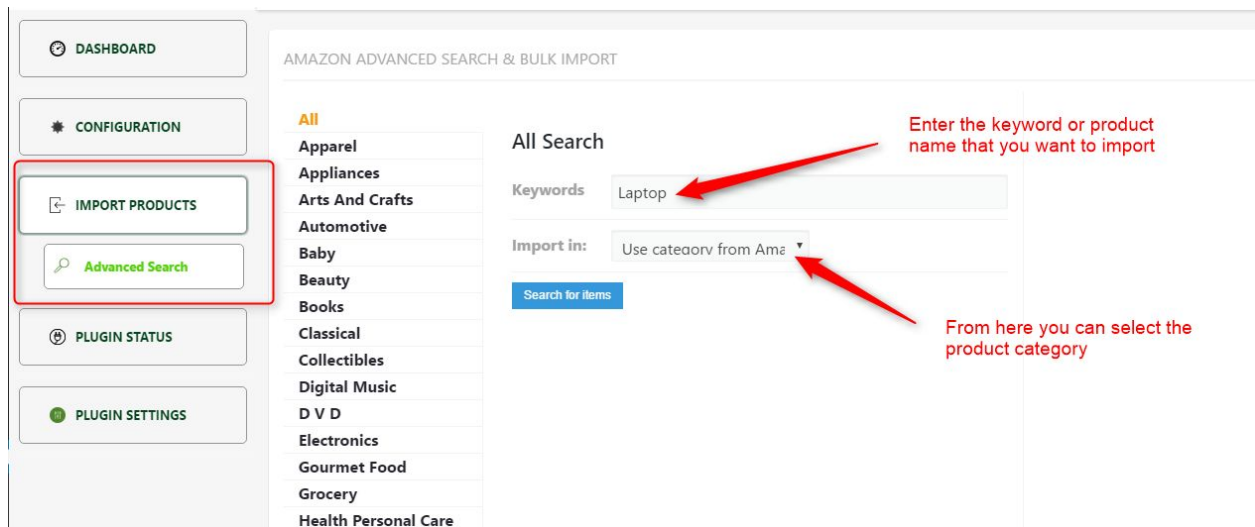 DASHBOARD
CONFIGURATION
IMPORT PRODUCTS
Advanced Search
PLUGIN STATUS
PLUGIN SETTINGS
AMAZON ADVANCED SEARCH & BULK IMPORT
All
Apparel
Appliances
Arts And Crafts
Automotive
Baby
Beauty
Books
Classical
Collectibles
Digital Music
D V D
Electronics
Gourmet Food
Grocery
Health Personal Care
All Search
Keywords
Laptop
Import in:
Use category from Ama
Search for items
Enter the keyword or product
name that you want to import
From here you can select the
product category